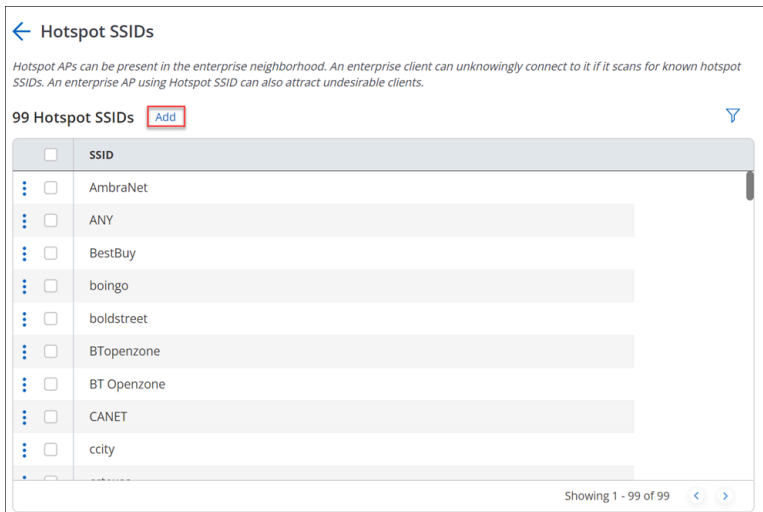 Hotspot SSIDs
Hotspot APs can be present in the enterprise neighborhood. An enterprise client can unknowingly connect to it if it scans for known hotspot
SSIDs. An enterprise AP using Hotspot SSID can also attract undesirable clients.
99 Hotspot SSIDs Add
SSID
AmbraNet
ANY
BestBuy
boingo
boldstreet
BTopenzone
BT Openzone
CANET
ccity
Showing 1 - 99 of 99